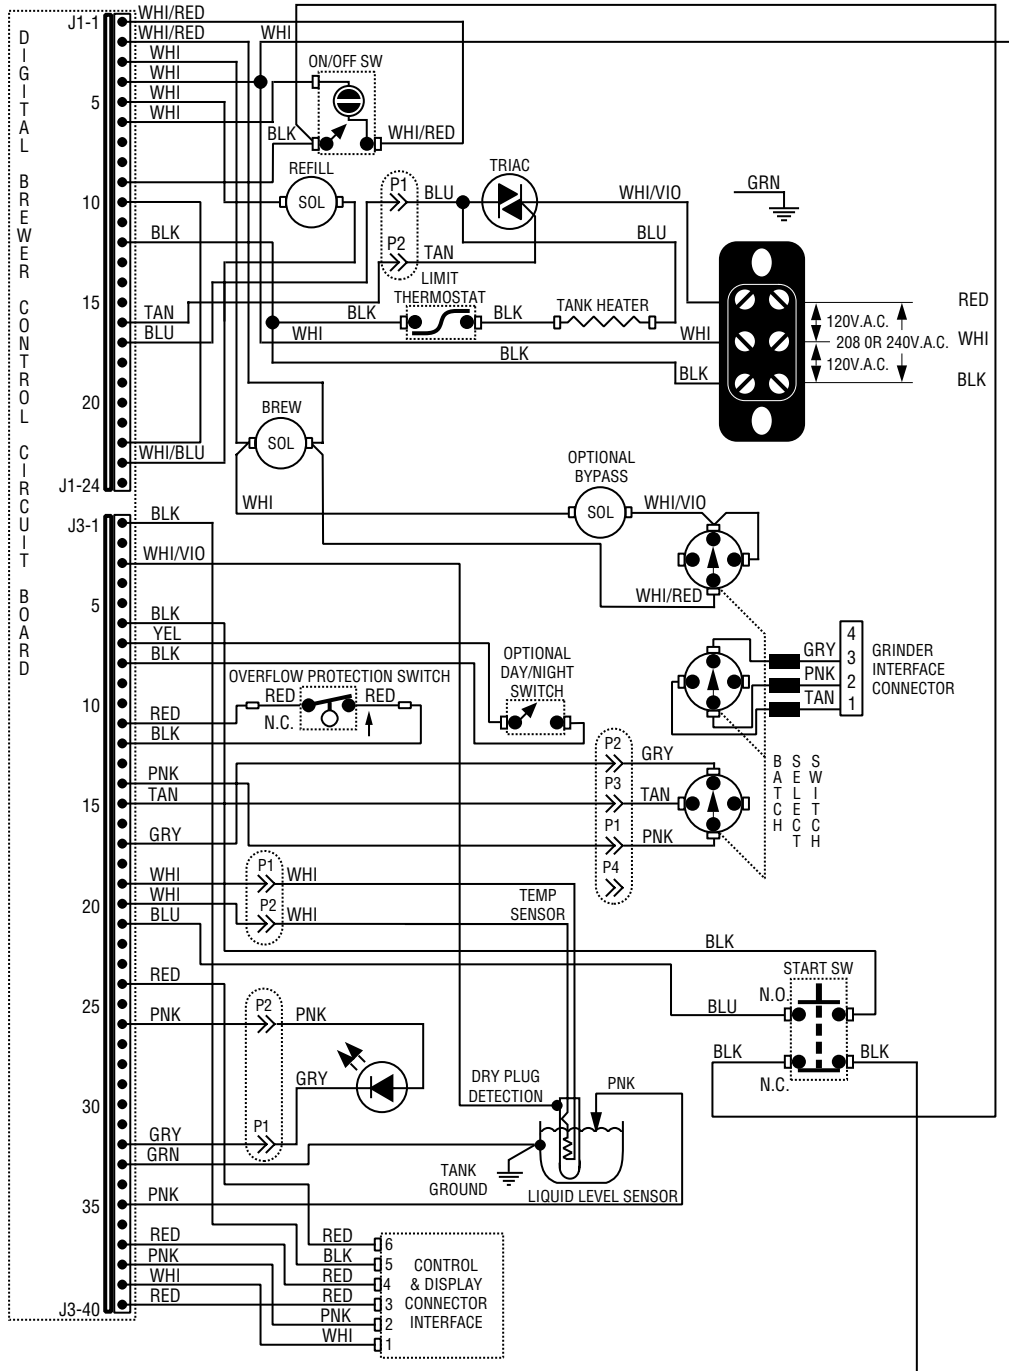 DIGITAL BREWER CONTROL CIRCUIT BOARD
J1-1
5
10
15
20
J1-24
J3-1
5
10
15
20
25
30
35
J3-40
WHI/RED
WHI/RED
WHI
WHI
WHI
WHI
WHI
ON/OFF SW
BLK
WHI/RED
REFILL
SOL
P1
BLU
TRIAC
WHI/VIO
GRN
BLK
P2
TAN
BLU
LIMIT
THERMOSTAT
TANK HEATER
TAN
BLU
BLK
BLK
WHI
WHI
BLK
BLK
RED
120V.A.C.
208 OR 240V.A.C.
WHI
120V.A.C.
BLK
BREW
SOL
WHI/BLU
WHI
OPTIONAL
BYPASS
SOL
WHI/VIO
WHI/RED
BLK
WHI/VIO
BLK
YEL
BLK
OVERFLOW PROTECTION SWITCH
RED
RED
N.C.
RED
BLK
OPTIONAL
DAY/NIGHT
SWITCH
GRY
PNK
TAN
4
3
2
1
GRINDER
INTERFACE
CONNECTOR
BATCH
SELECT
SWITCH
PNK
TAN
GRY
P2
GRY
P3
TAN
P1
PNK
P4
WHI
WHI
BLU
P1
WHI
P2
WHI
TEMP
SENSOR
BLK
START SW
N.O.
BLU
BLK
BLK
N.C.
RED
PNK
P2
PNK
GRY
P1
GRY
GRN
DRY PLUG
DETECTION
PNK
TANK
GROUND
LIQUID LEVEL SENSOR
PNK
RED
PNK
WHI
RED
RED
6
BLK
5
RED
4
RED
3
PNK
2
WHI
1
CONTROL
& DISPLAY
CONNECTOR
INTERFACE